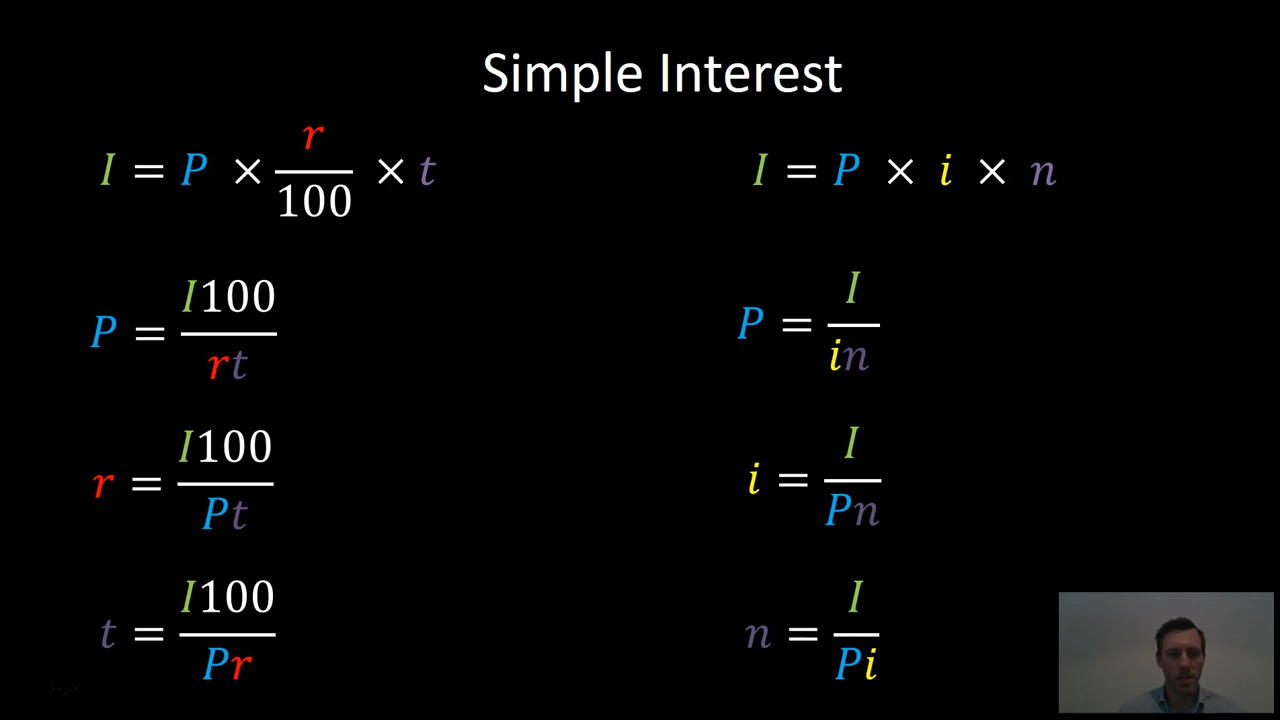 Simple Interest
I = P × r/100 × t
I = P × i × n
P = I100/rt
P = I/in
r = I100/Pt
i = I/Pn
t = I100/Pr
n = I/Pi